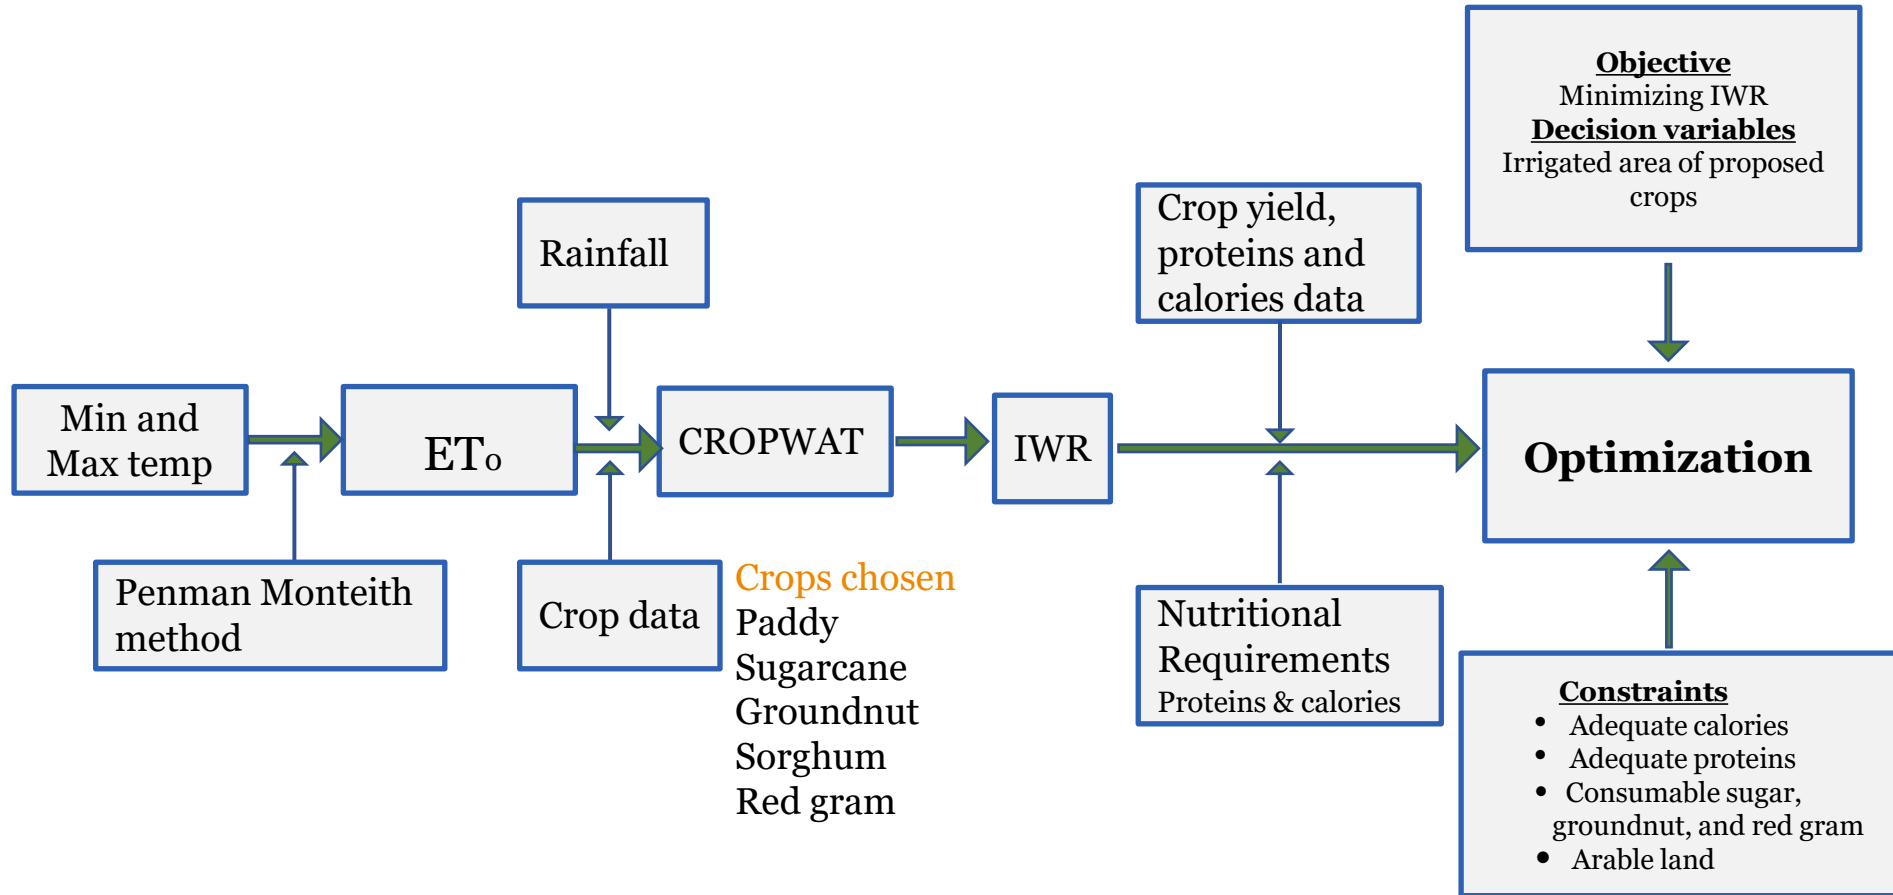 Objective
Minimizing IWR
Decision variables
Irrigated area of proposed
crops
Rainfall
Crop yield,
proteins and
calories data
Min and
Max temp
ETo
CROPWAT
IWR
Optimization
Penman Monteith
method
Crop data
Crops chosen
Paddy
Sugarcane
Groundnut
Sorghum
Red gram
Nutritional
Requirements
Proteins & calories
Constraints
• Adequate calories
• Adequate proteins
• Consumable sugar,
groundnut, and red gram
• Arable land